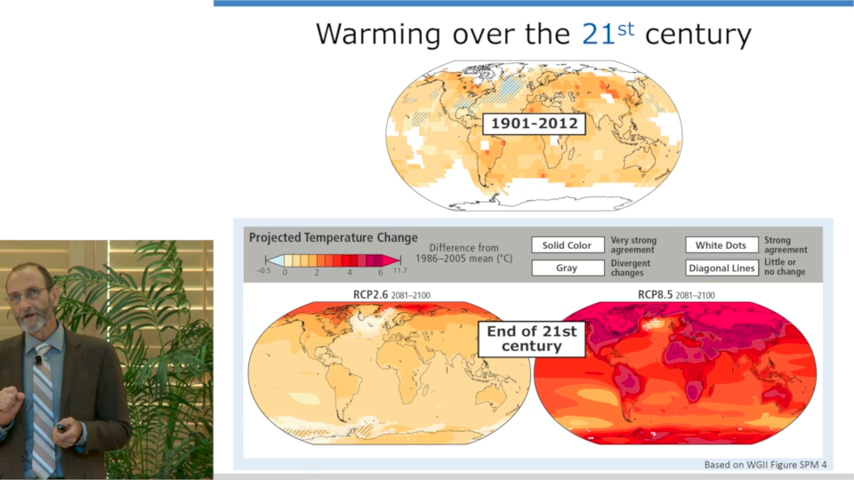 Warming over the 21st century
1901-2012
Projected Temperature Change
Difference from
1986–2005 mean (°C)
-0.5 0 2 4 6 11.7
Solid Color
Very strong
agreement
White Dots
Strong
agreement
Gray
Divergent
changes
Diagonal Lines
Little or
no change
RCP2.6 2081–2100
RCP8.5 2081–2100
End of 21st
century
Based on WGII Figure SPM 4